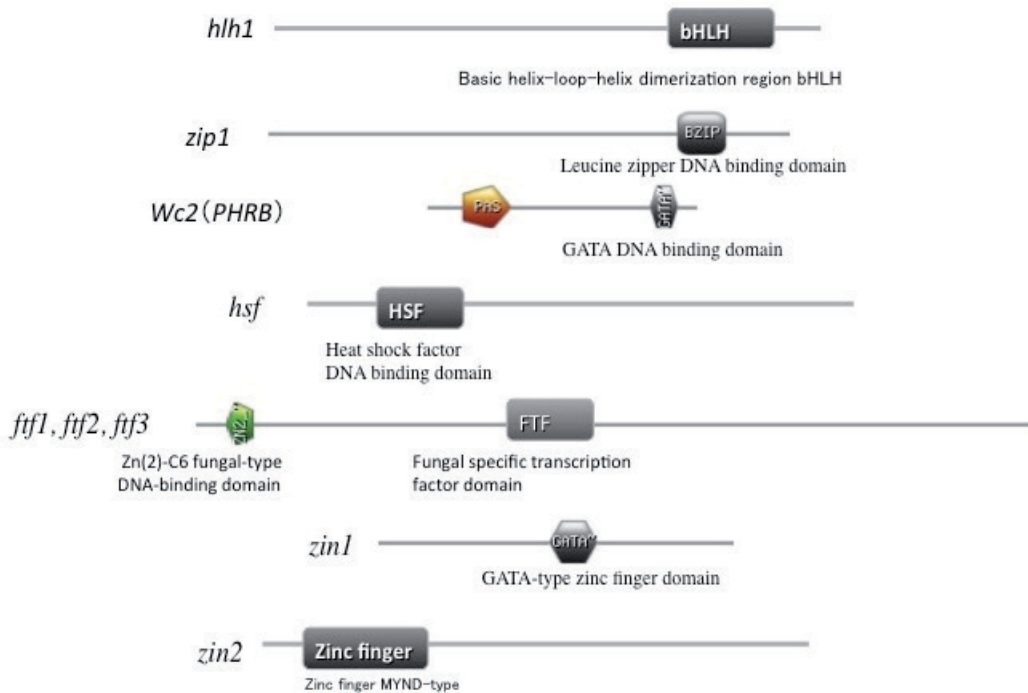 hlh1
bHLH
Basic helix-loop-helix dimerization region bHLH
zip1
BZIP
Leucine zipper DNA binding domain
Wc2(PHRB)
PAS
GATA
GATA DNA binding domain
hsf
HSF
Heat shock factor
DNA binding domain
ftf1, ftf2, ftf3
FTF
Zn(2)-C6 fungal-type
DNA-binding domain
Fungal specific transcription
factor domain
zin1
GATA
GATA-type zinc finger domain
zin2
Zinc finger
Zinc finger MYND-type